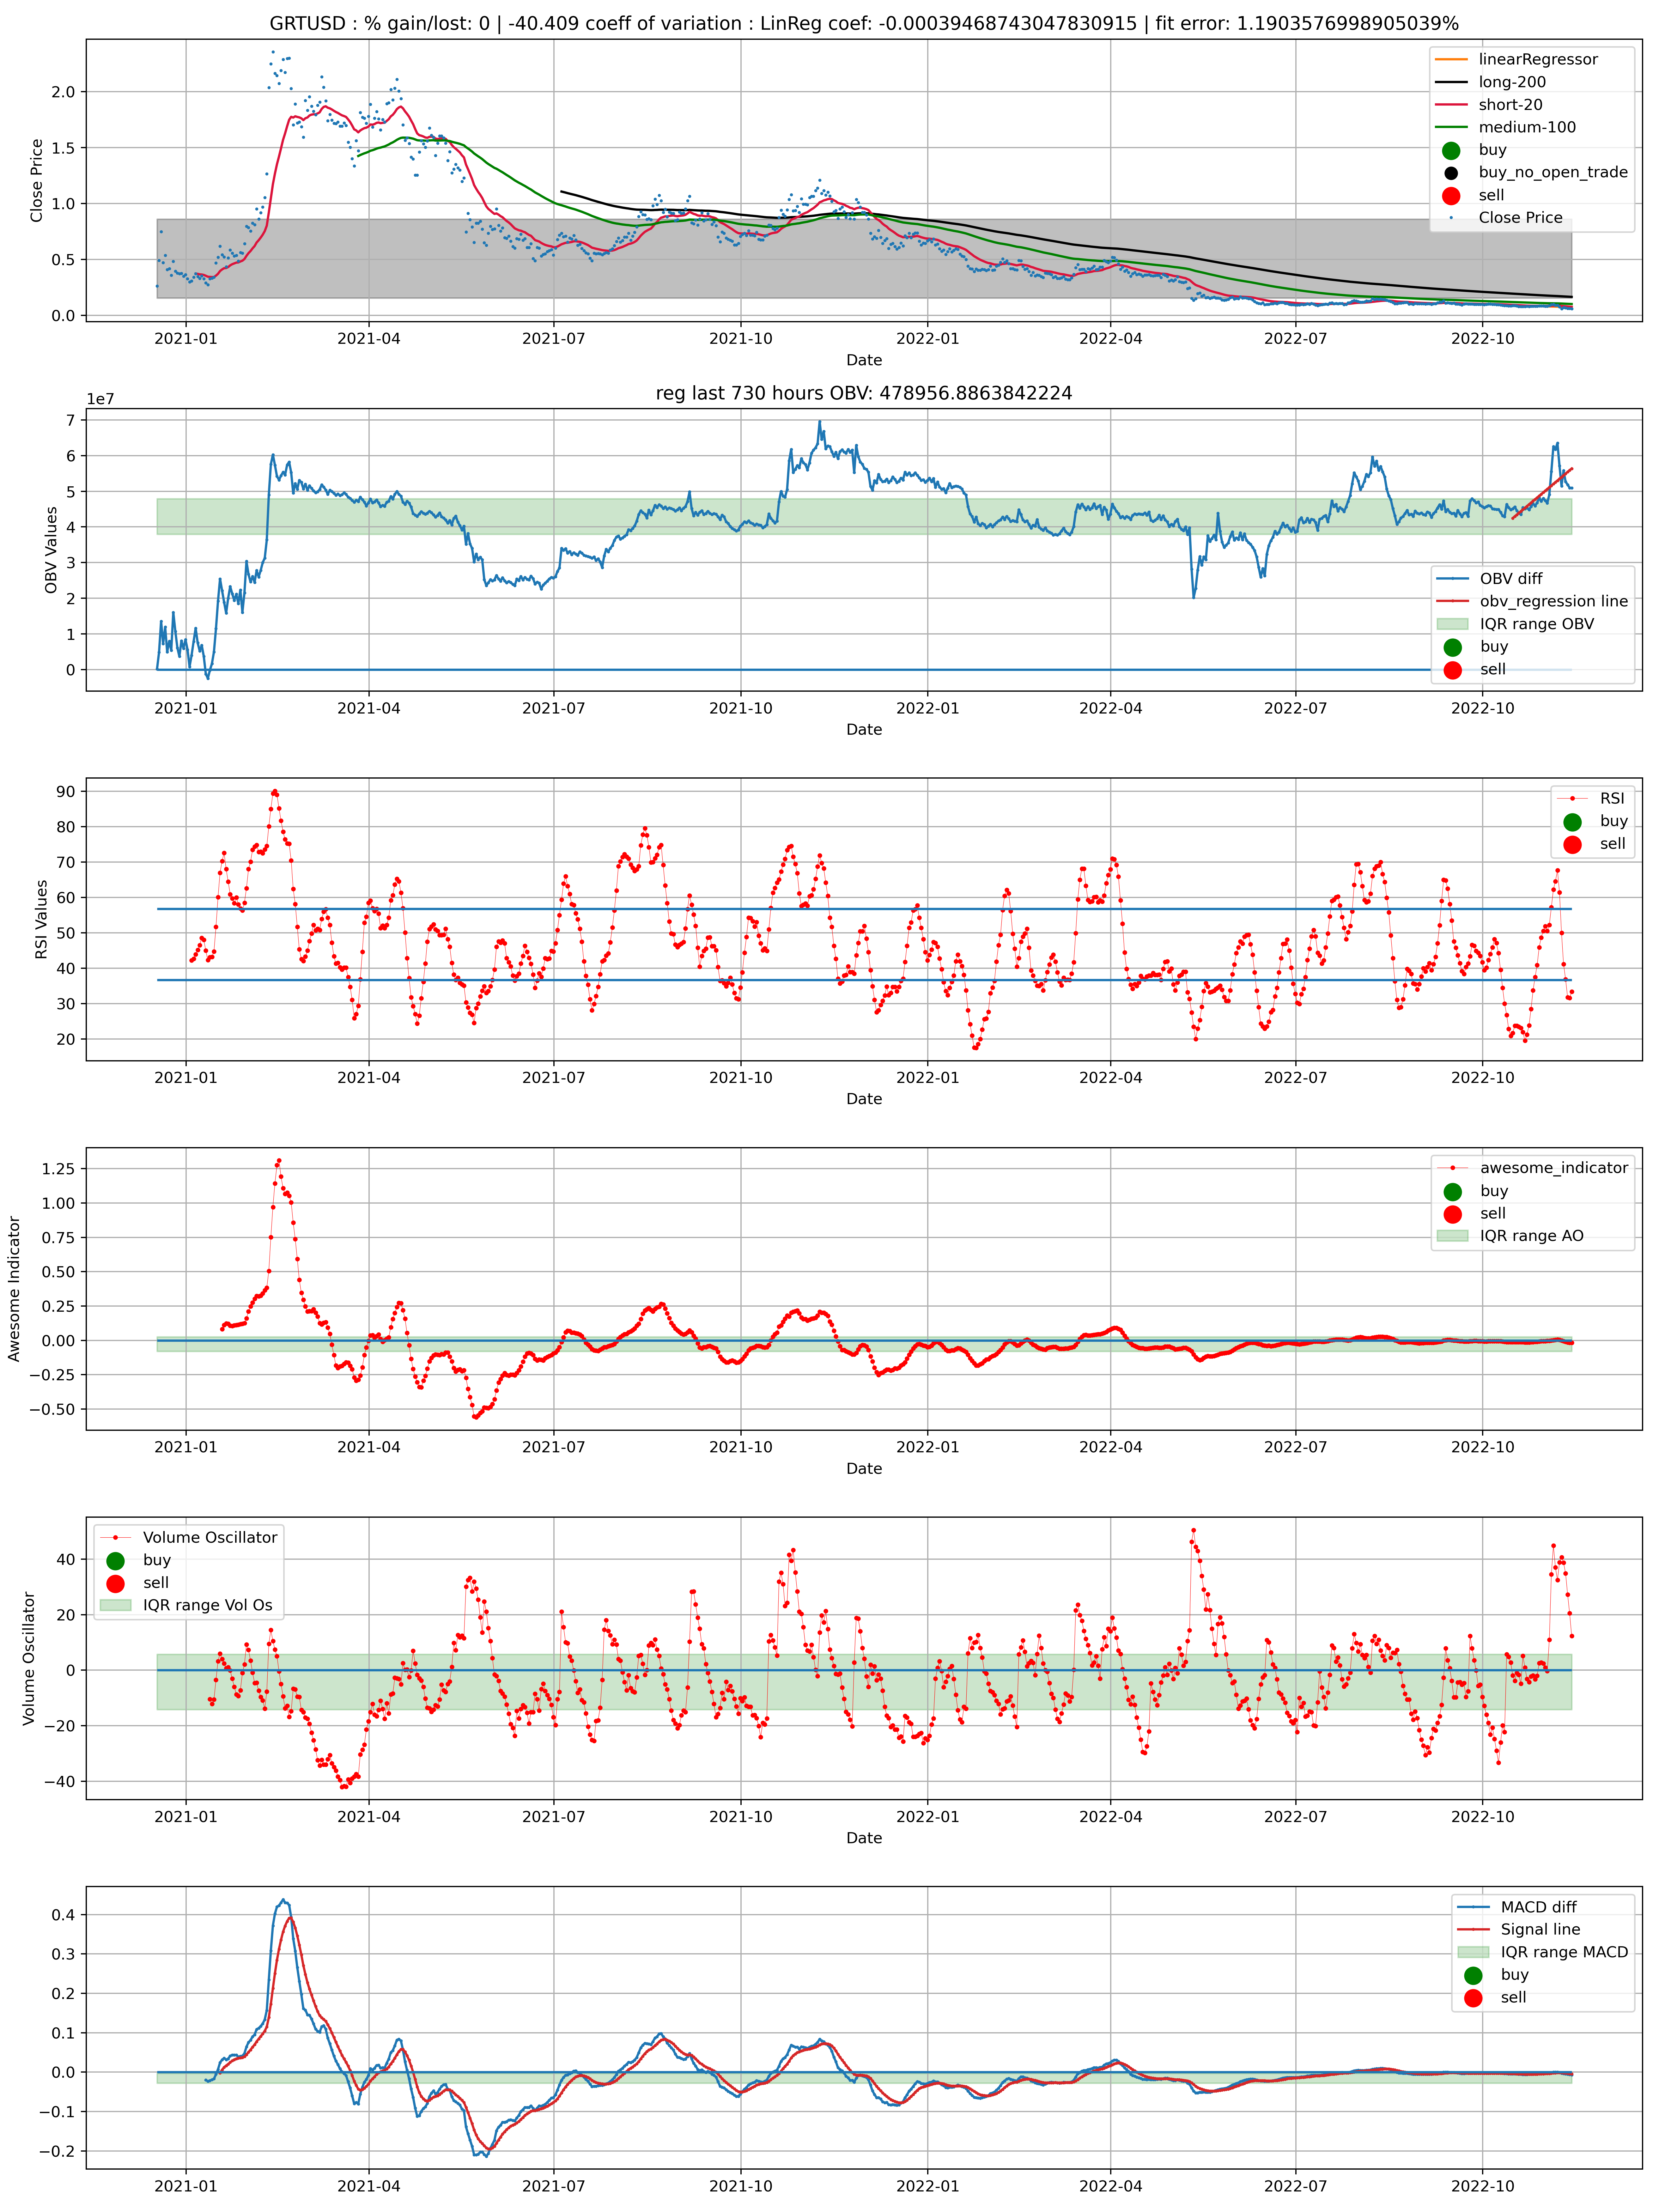 GRTUSD : % gain/lost: 0 | -40.409 coeff of variation : LinReg coef: -0.00039468743047830915 | fit error: 1.1903576998905039%
linearRegressor
long-200
short-20
medium-100
buy
buy_no_open_trade
sell
Close Price
Close Price
2.0
1.5
1.0
0.5
0.0
2021-01 2021-04 2021-07 2021-10 2022-01 2022-04 2022-07 2022-10
Date
reg last 730 hours OBV: 478956.8863842224
1e7
OBV Values
7
6
5
4
3
2
1
0
OBV diff
obv_regression line
IQR range OBV
buy
sell
2021-01 2021-04 2021-07 2021-10 2022-01 2022-04 2022-07 2022-10
Date
RSI Values
90
80
70
60
50
40
30
20
RSI
buy
sell
2021-01 2021-04 2021-07 2021-10 2022-01 2022-04 2022-07 2022-10
Date
Awesome Indicator
1.25
1.00
0.75
0.50
0.25
0.00
−0.25
−0.50
awesome_indicator
buy
sell
IQR range AO
2021-01 2021-04 2021-07 2021-10 2022-01 2022-04 2022-07 2022-10
Date
Volume Oscillator
40
20
0
−20
−40
Volume Oscillator
buy
sell
IQR range Vol Os
2021-01 2021-04 2021-07 2021-10 2022-01 2022-04 2022-07 2022-10
Date
0.4
0.3
0.2
0.1
0.0
−0.1
−0.2
MACD diff
Signal line
IQR range MACD
buy
sell
2021-01 2021-04 2021-07 2021-10 2022-01 2022-04 2022-07 2022-10